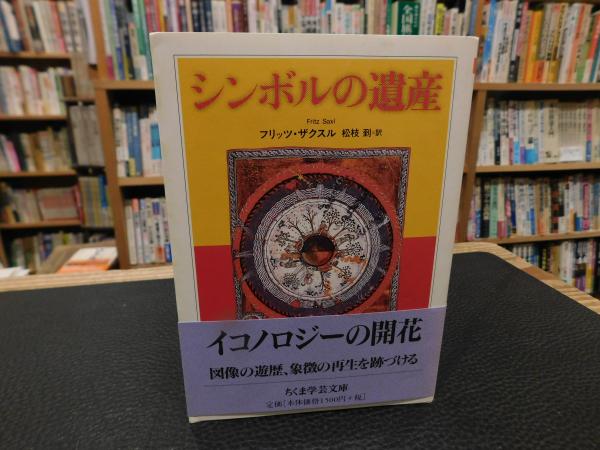 シンボルの遺産
Fritz Saxl
フリッツ・ザクスル 松枝 到=訳
イコノロジーの開花
図像の遊歴、象徴の再生を跡づける
ちくま学芸文庫
定価[本体価格1500円+税]